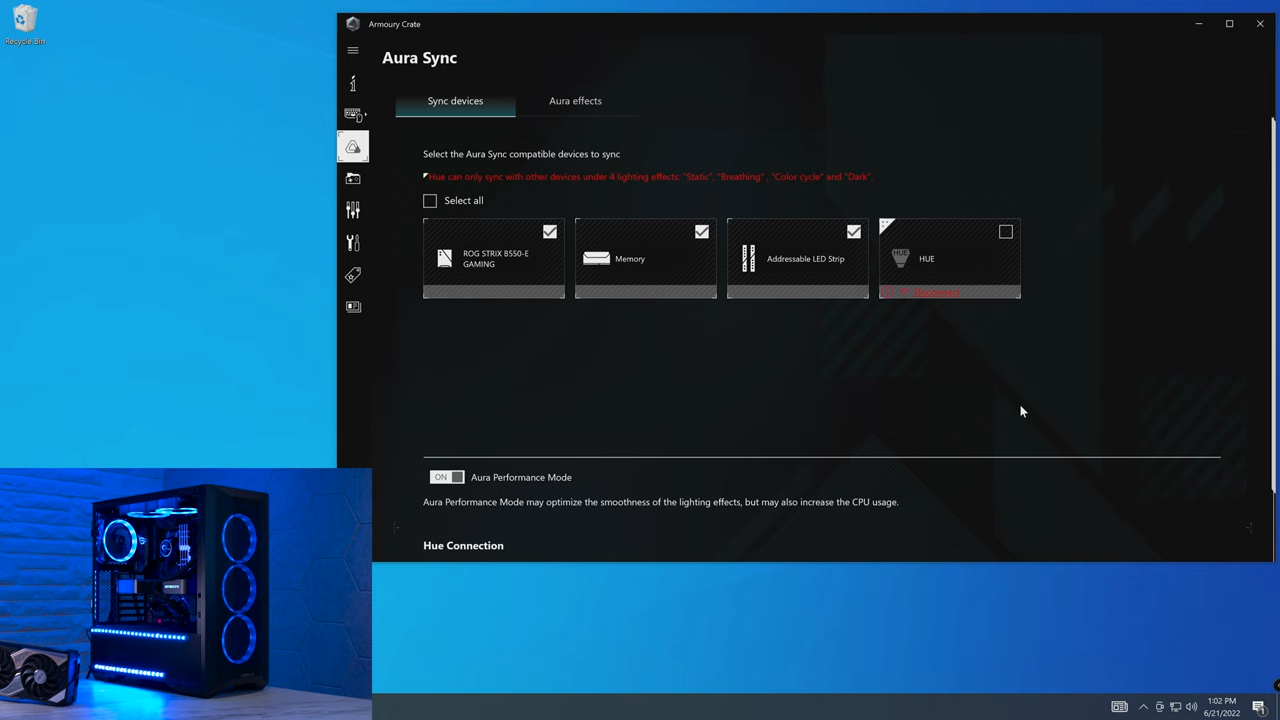 Recycle Bin
Armoury Crate
Aura Sync
Sync devices
Aura effects
Select the Aura Sync compatible devices to sync
Hue can only sync with other devices under 4 lighting effects: "Static", "Breathing" , "Color cycle" and "Dark".
Select all
ROG STRIX B550-E
GAMING
Memory
Addressable LED Strip
HUE
HUE
Disconnect
ON
Aura Performance Mode
Aura Performance Mode may optimize the smoothness of the lighting effects, but may also increase the CPU usage.
Hue Connection
1:02 PM
6/21/2022